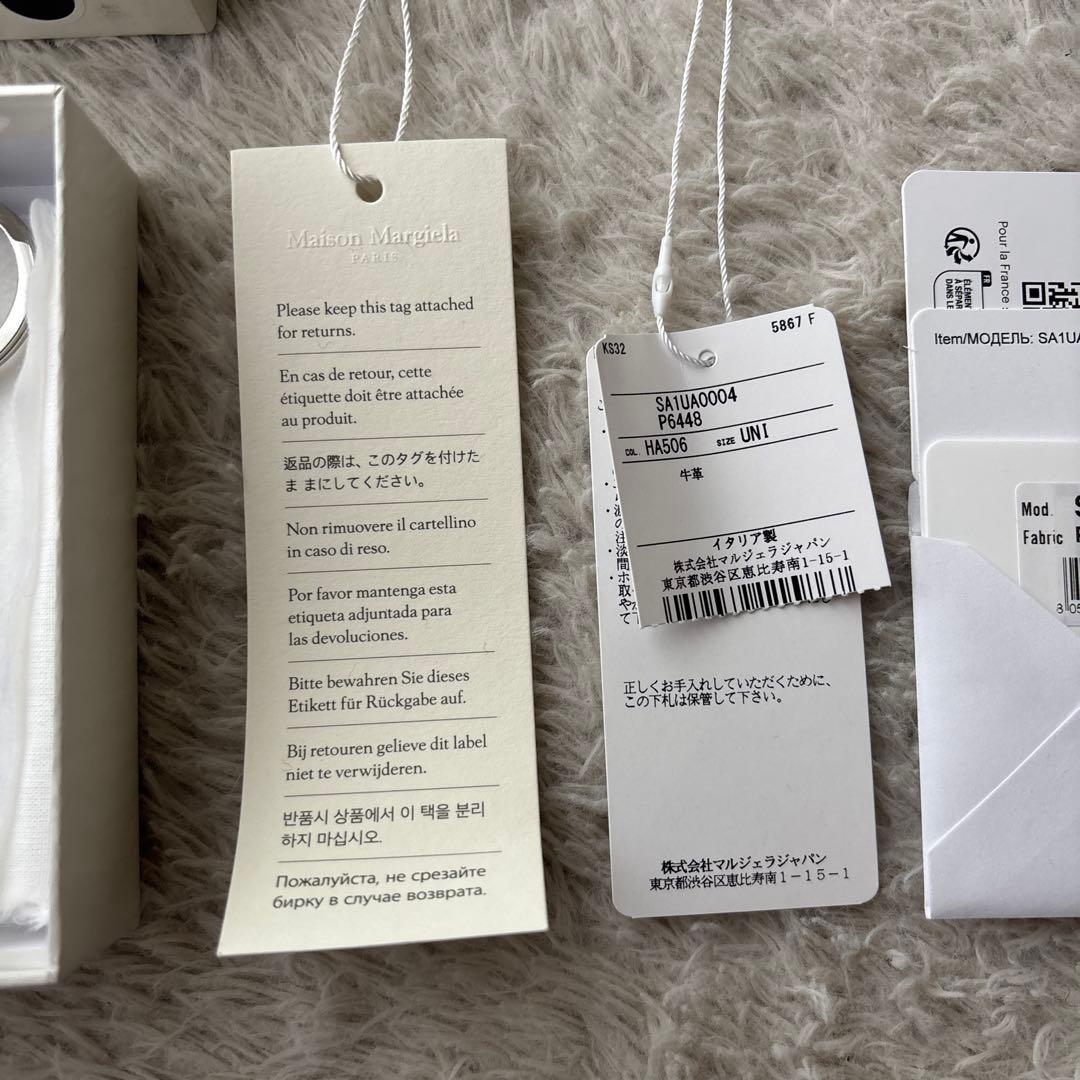 Maison Margiela
PARIS
Please keep this tag attached
for returns.
En cas de retour, cette
étiquette doit être attachée
au produit.
返品の際は、このタグを付けた
ま まにしてください。
Non rimuovere il cartellino
in caso di reso.
Por favor mantenga esta
etiqueta adjuntada para
las devoluciones.
Bitte bewahren Sie dieses
Etikett für Rückgabe auf.
Bij retouren gelieve dit label
niet te verwijderen.
반품시 상품에서 이 택을 분리
하지 마십시오.
Пожалуйста, не срезайте
бирку в случае возврата.
5867 F
KS32
SA1UA0004
P6448
COL. HA506 SIZE UNI
牛革
イタリア製
株式会社マルジェラジャパン
東京都渋谷区恵比寿南1-15-1
正しくお手入れしていただくために、
この下札は保管して下さい。
株式会社マルジェラジャパン
東京都渋谷区恵比寿南1-15-1
Pour la France
FR
Item/МОДЕЛЬ: SA1UA
Mod.
Fabric